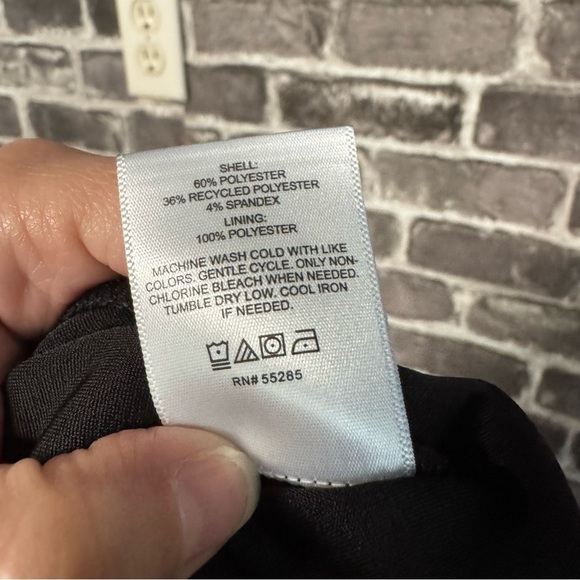 SHELL:
60% POLYESTER
36% RECYCLED POLYESTER
4% SPANDEX
LINING:
100% POLYESTER
MACHINE WASH COLD WITH LIKE
COLORS. GENTLE CYCLE. ONLY NON-
CHLORINE BLEACH WHEN NEEDED.
TUMBLE DRY LOW. COOL IRON
IF NEEDED.
RN# 55285